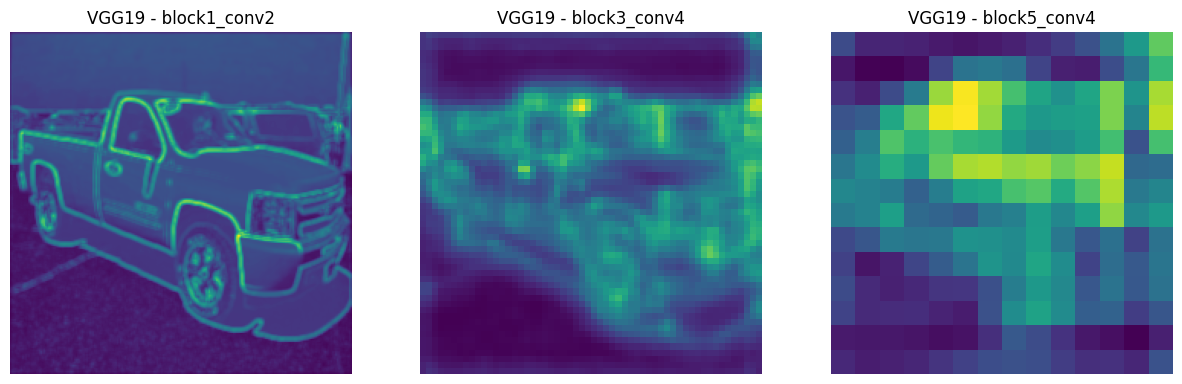 VGG19 - block1_conv2
VGG19 - block3_conv4
VGG19 - block5_conv4